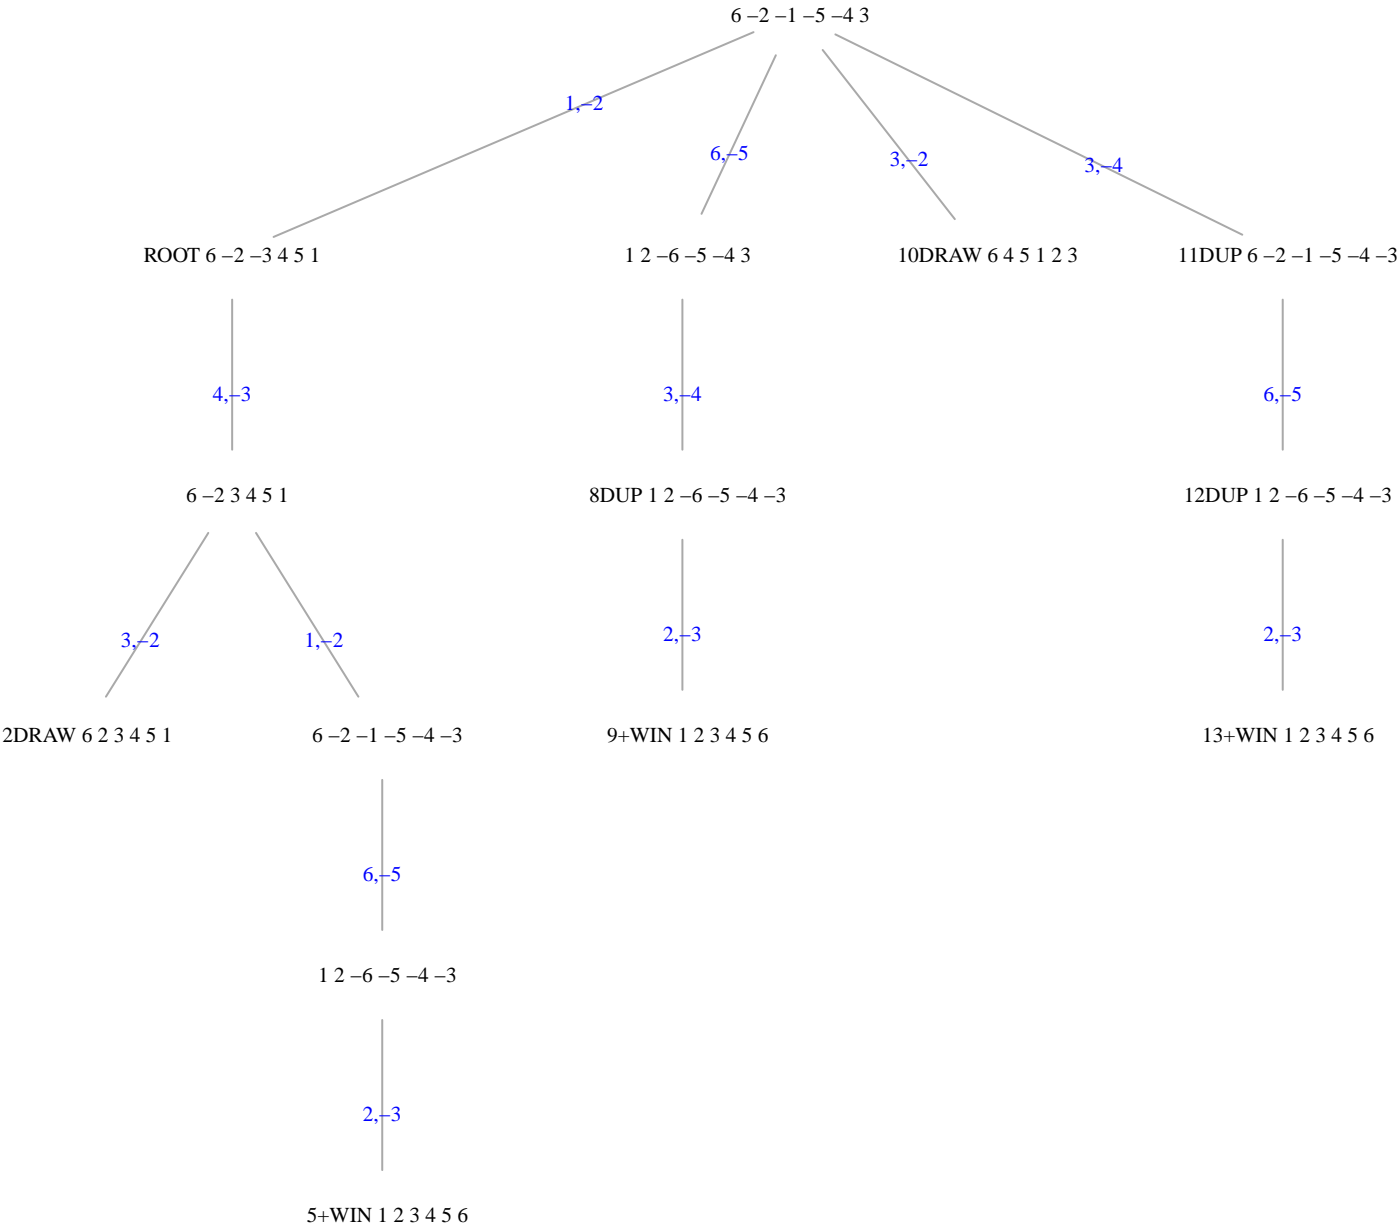 6 –2 –1 –5 –4 3
1,–2
6,–5
3,–2
3,–4
ROOT 6 –2 –3 4 5 1
1 2 –6 –5 –4 3
10DRAW 6 4 5 1 2 3
11DUP 6 –2 –1 –5 –4 –3
4,–3
3,–4
6,–5
6 –2 3 4 5 1
8DUP 1 2 –6 –5 –4 –3
12DUP 1 2 –6 –5 –4 –3
3,–2
1,–2
2,–3
2,–3
2DRAW 6 2 3 4 5 1
6 –2 –1 –5 –4 –3
9+WIN 1 2 3 4 5 6
13+WIN 1 2 3 4 5 6
6,–5
1 2 –6 –5 –4 –3
2,–3
5+WIN 1 2 3 4 5 6